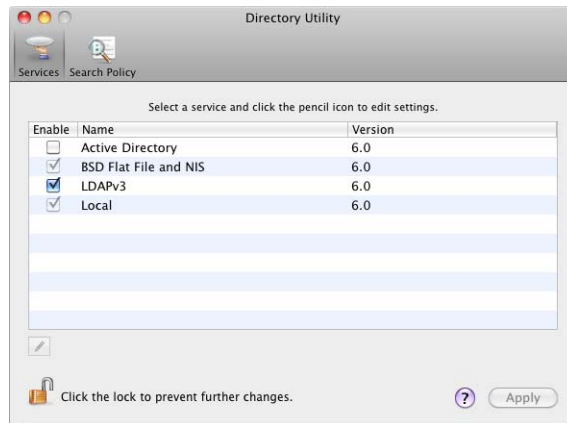 Directory Utility
Services Search Policy
Select a service and click the pencil icon to edit settings.
Enable Name Version
Active Directory 6.0
BSD Flat File and NIS 6.0
LDAPv3 6.0
Local 6.0
Click the lock to prevent further changes.
? Apply